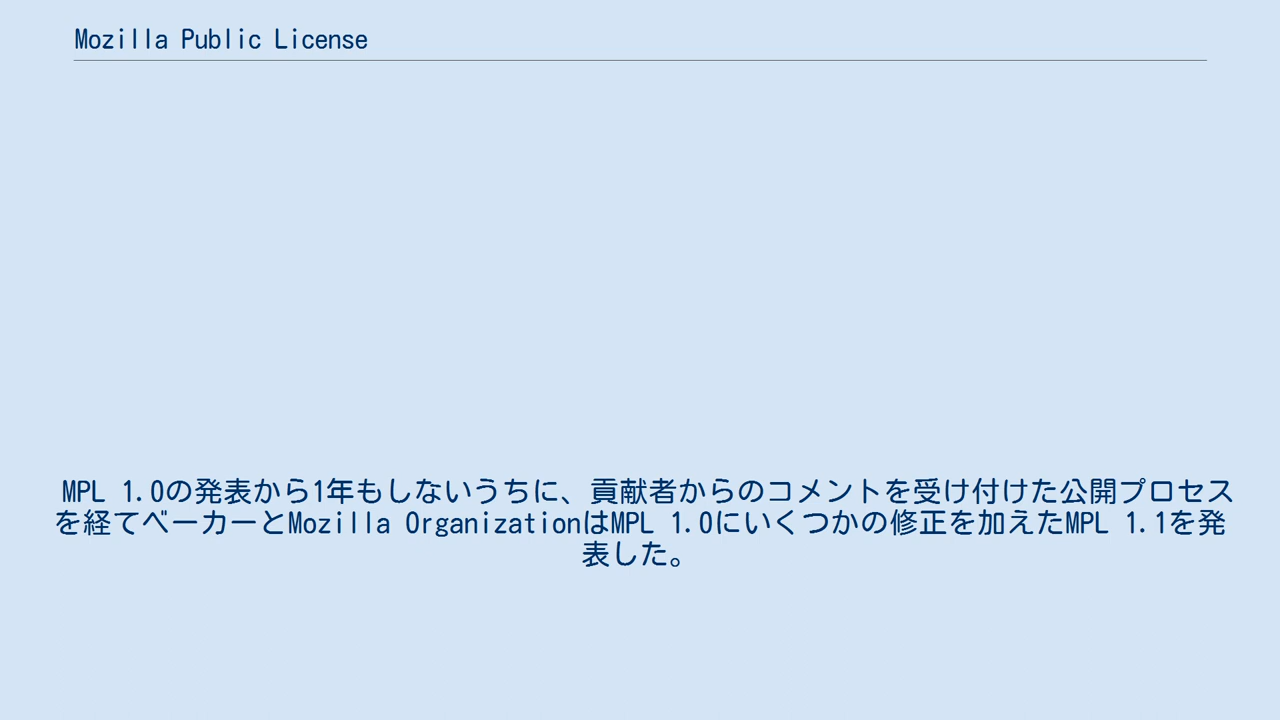 Mozilla Public License
MPL 1.0の発表から1年もしないうちに、貢献者からのコメントを受け付けた公開プロセス
を経てベーカーとMozilla OrganizationはMPL 1.0にいくつかの修正を加えたMPL 1.1を発
表した。